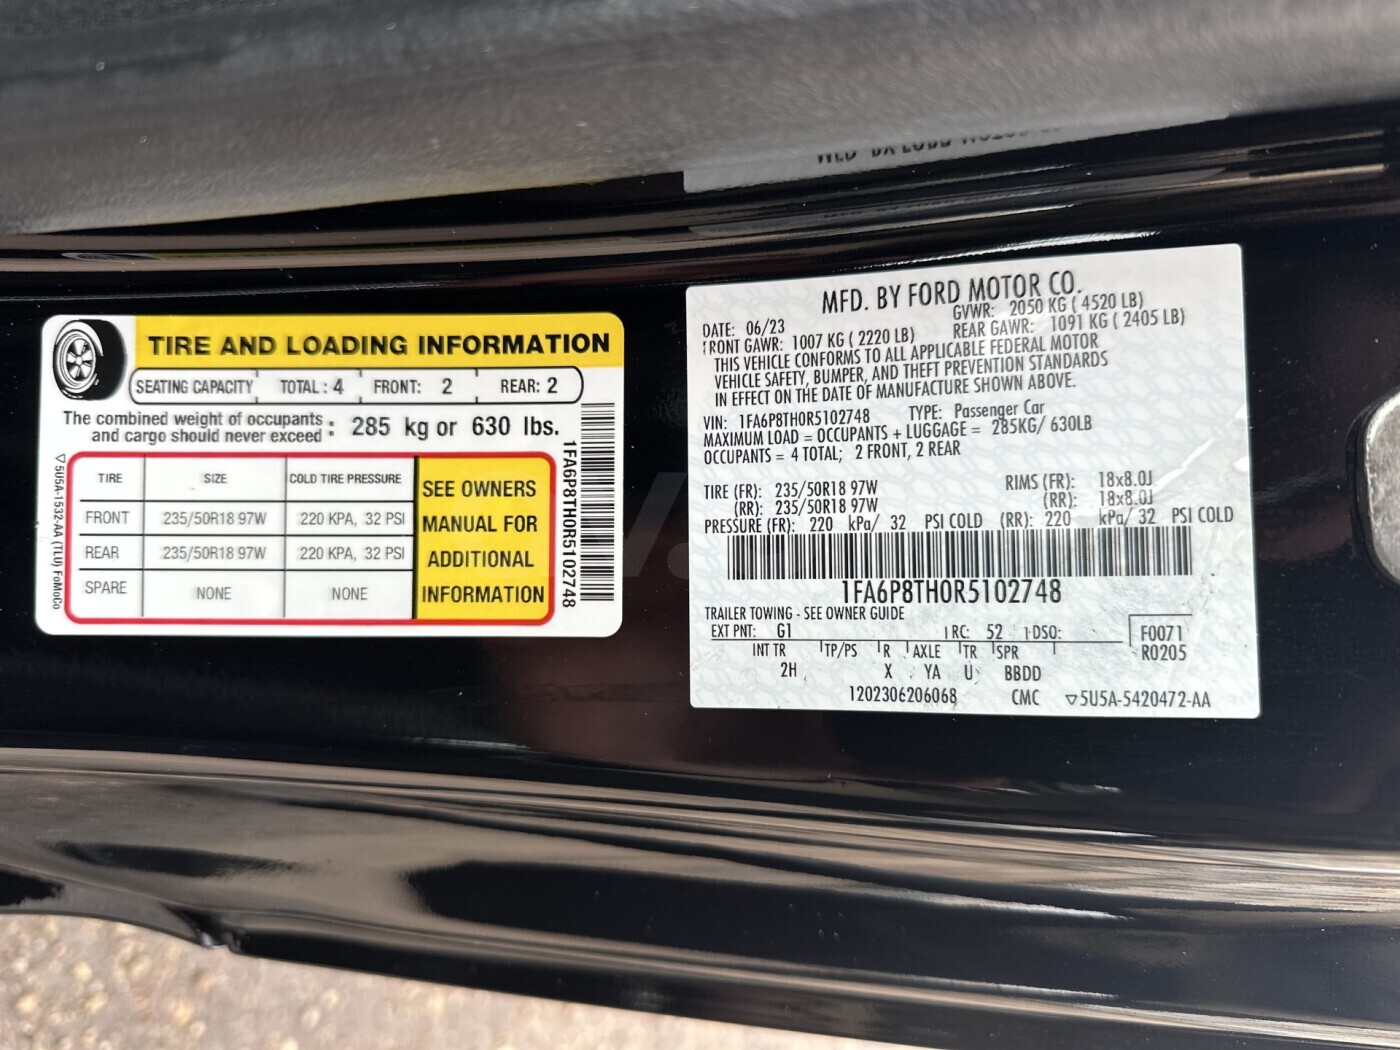 TIRE AND LOADING INFORMATION
SEATING CAPACITY TOTAL: 4 FRONT: 2 REAR: 2
The combined weight of occupants and cargo should never exceed : 285 kg or 630 lbs.
TIRE SIZE COLD TIRE PRESSURE
FRONT 235/50R18 97W 220 KPA, 32 PSI
REAR 235/50R18 97W 220 KPA, 32 PSI
SPARE NONE NONE
SEE OWNERS
MANUAL FOR
ADDITIONAL
INFORMATION
▽5U5A-1532-AA (TLU) FoMoCo
1FA6P8TH0R5102748
MFD. BY FORD MOTOR CO.
DATE: 06/23 GVWR: 2050 KG ( 4520 LB)
FRONT GAWR: 1007 KG ( 2220 LB) REAR GAWR: 1091 KG ( 2405 LB)
THIS VEHICLE CONFORMS TO ALL APPLICABLE FEDERAL MOTOR
VEHICLE SAFETY, BUMPER, AND THEFT PREVENTION STANDARDS
IN EFFECT ON THE DATE OF MANUFACTURE SHOWN ABOVE.
VIN: 1FA6P8TH0R5102748 TYPE: Passenger Car
MAXIMUM LOAD = OCCUPANTS + LUGGAGE = 285KG/ 630LB
OCCUPANTS = 4 TOTAL; 2 FRONT, 2 REAR
TIRE (FR): 235/50R18 97W RIMS (FR): 18x8.0J
(RR): 235/50R18 97W (RR): 18x8.0J
PRESSURE (FR): 220 kPa/ 32 PSI COLD (RR): 220 kPa/ 32 PSI COLD
1FA6P8TH0R5102748
TRAILER TOWING - SEE OWNER GUIDE
EXT PNT: G1 RC: 52 DSO: F0071
INT TR TP/PS R AXLE TR SPR R0205
2H X YA U BBDD
1202306206068 CMC ▽5U5A-5420472-AA